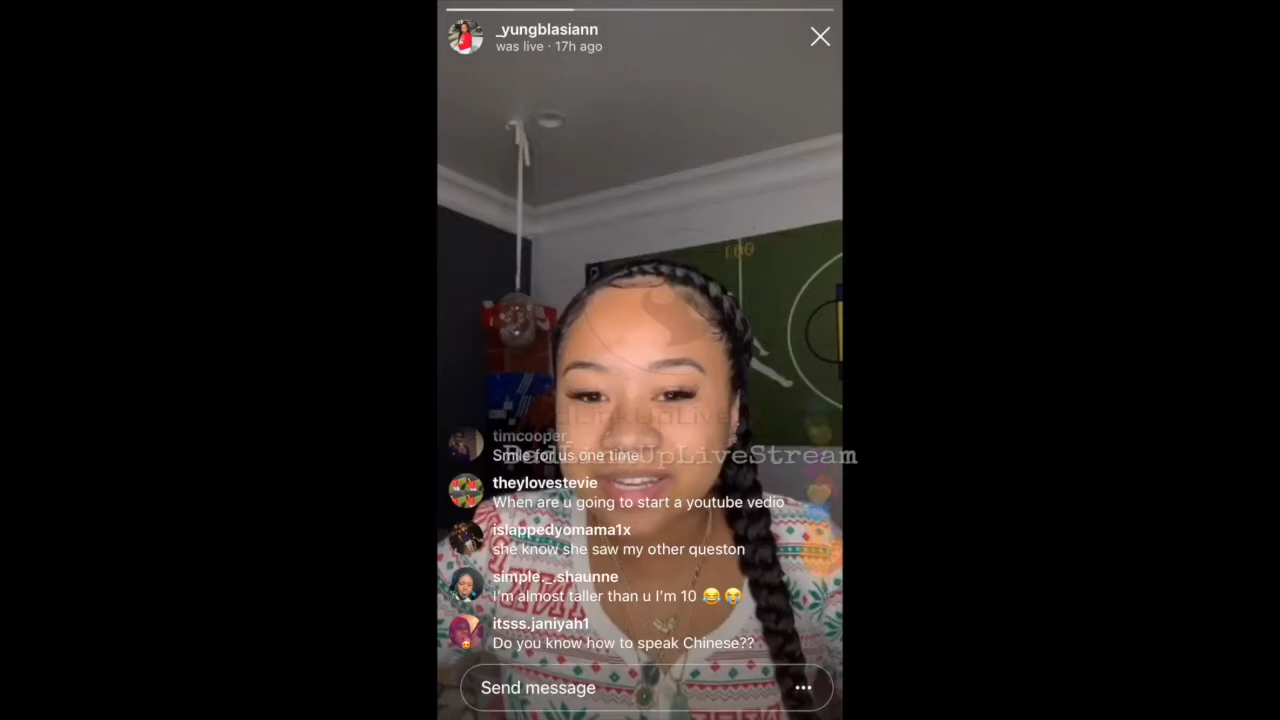 _yungblasiann
was live · 17h ago
100
timcooper_
Smile for us one time
BadLinkUpLiveStream
theylovestevie
When are u going to start a youtube vedio
islappedyomama1x
she know she saw my other queston
simple._.shaunne
I'm almost taller than u I'm 10 😂😭
itsss.janiyah1
Do you know how to speak Chinese??
Send message